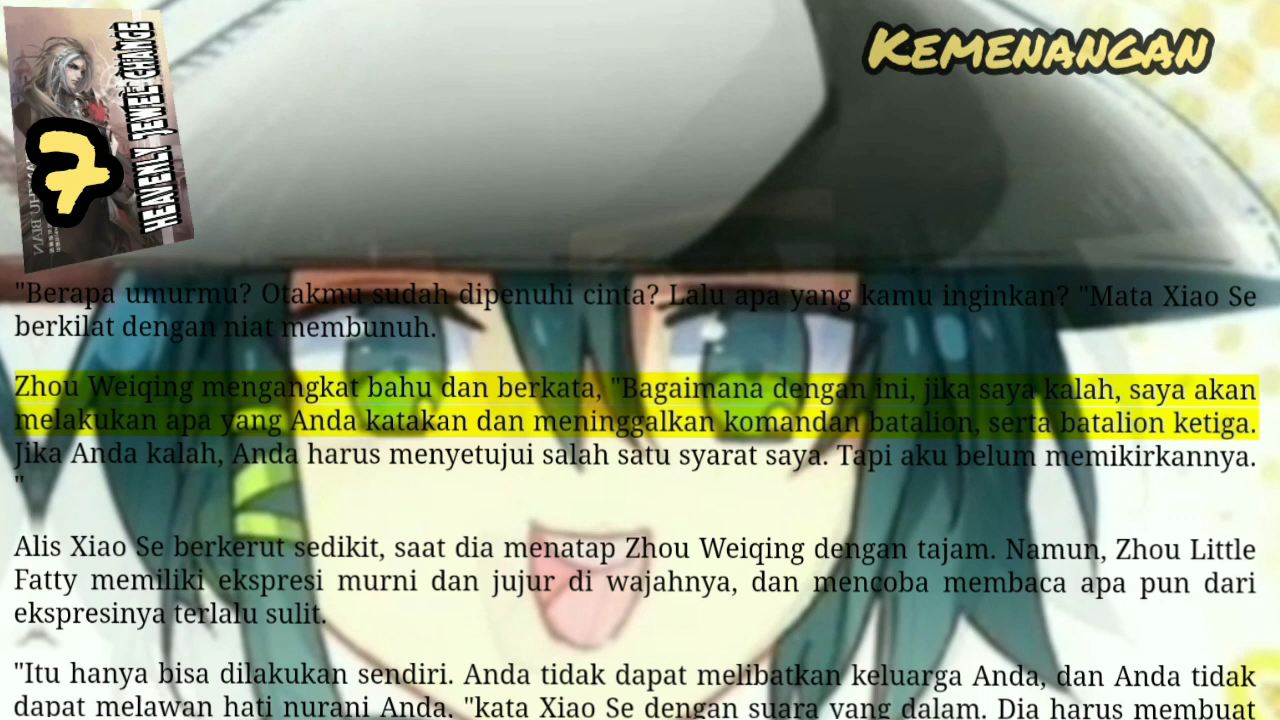 HEAVENLY JEWEL CHANGE
7
Kemenangan
"Berapa umurmu? Otakmu sudah dipenuhi cinta? Lalu apa yang kamu inginkan? "Mata Xiao Se
berkilat dengan niat membunuh.
Zhou Weiqing mengangkat bahu dan berkata, "Bagaimana dengan ini, jika saya kalah, saya akan
melakukan apa yang Anda katakan dan meninggalkan komandan batalion, serta batalion ketiga.
Jika Anda kalah, Anda harus menyetujui salah satu syarat saya. Tapi aku belum memikirkannya.
"
Alis Xiao Se berkerut sedikit, saat dia menatap Zhou Weiqing dengan tajam. Namun, Zhou Little
Fatty memiliki ekspresi murni dan jujur di wajahnya, dan mencoba membaca apa pun dari
ekspresinya terlalu sulit.
"Itu hanya bisa dilakukan sendiri. Anda tidak dapat melibatkan keluarga Anda, dan Anda tidak
dapat melawan hati nurani Anda, "kata Xiao Se dengan suara yang dalam. Dia harus membuat